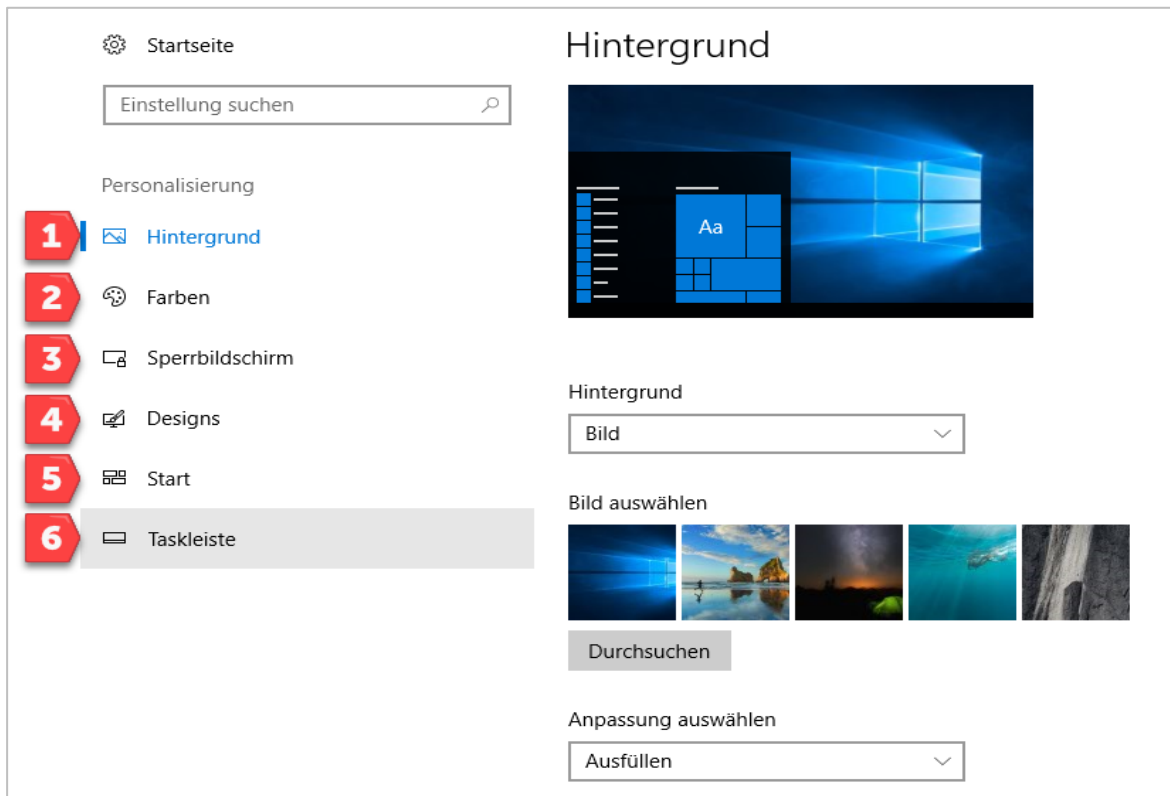 Startseite
Einstellung suchen
Personalisierung
1 Hintergrund
2 Farben
3 Sperrbildschirm
4 Designs
5 Start
6 Taskleiste
Hintergrund
Aa
Hintergrund
Bild
Bild auswählen
Durchsuchen
Anpassung auswählen
Ausfüllen